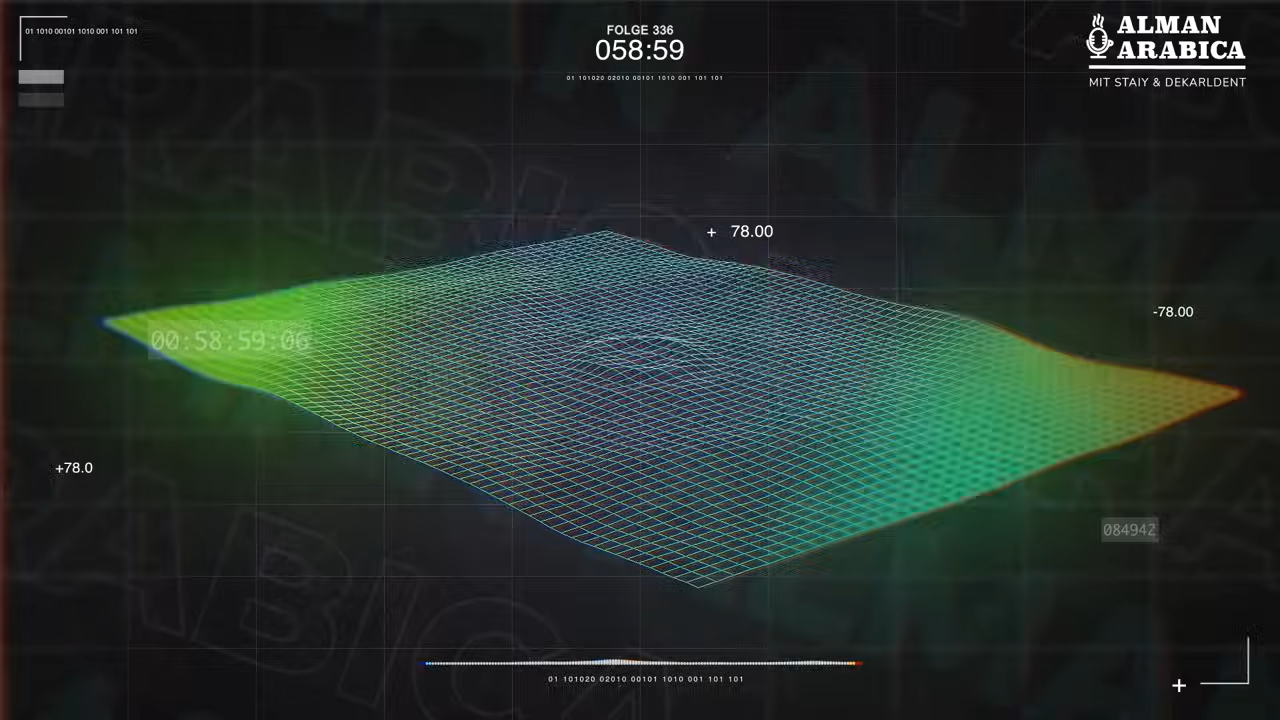 01 1010 00101 1010 001 101 101
FOLGE 336
058:59
01 101020 02010 00101 1010 001 101 101
ALMAN
ARABICA
MIT STAIY & DEKARLDENT
+ 78.00
-78.00
00:58:59:06
+78.0
084942
01 101020 02010 00101 1010 001 101 101